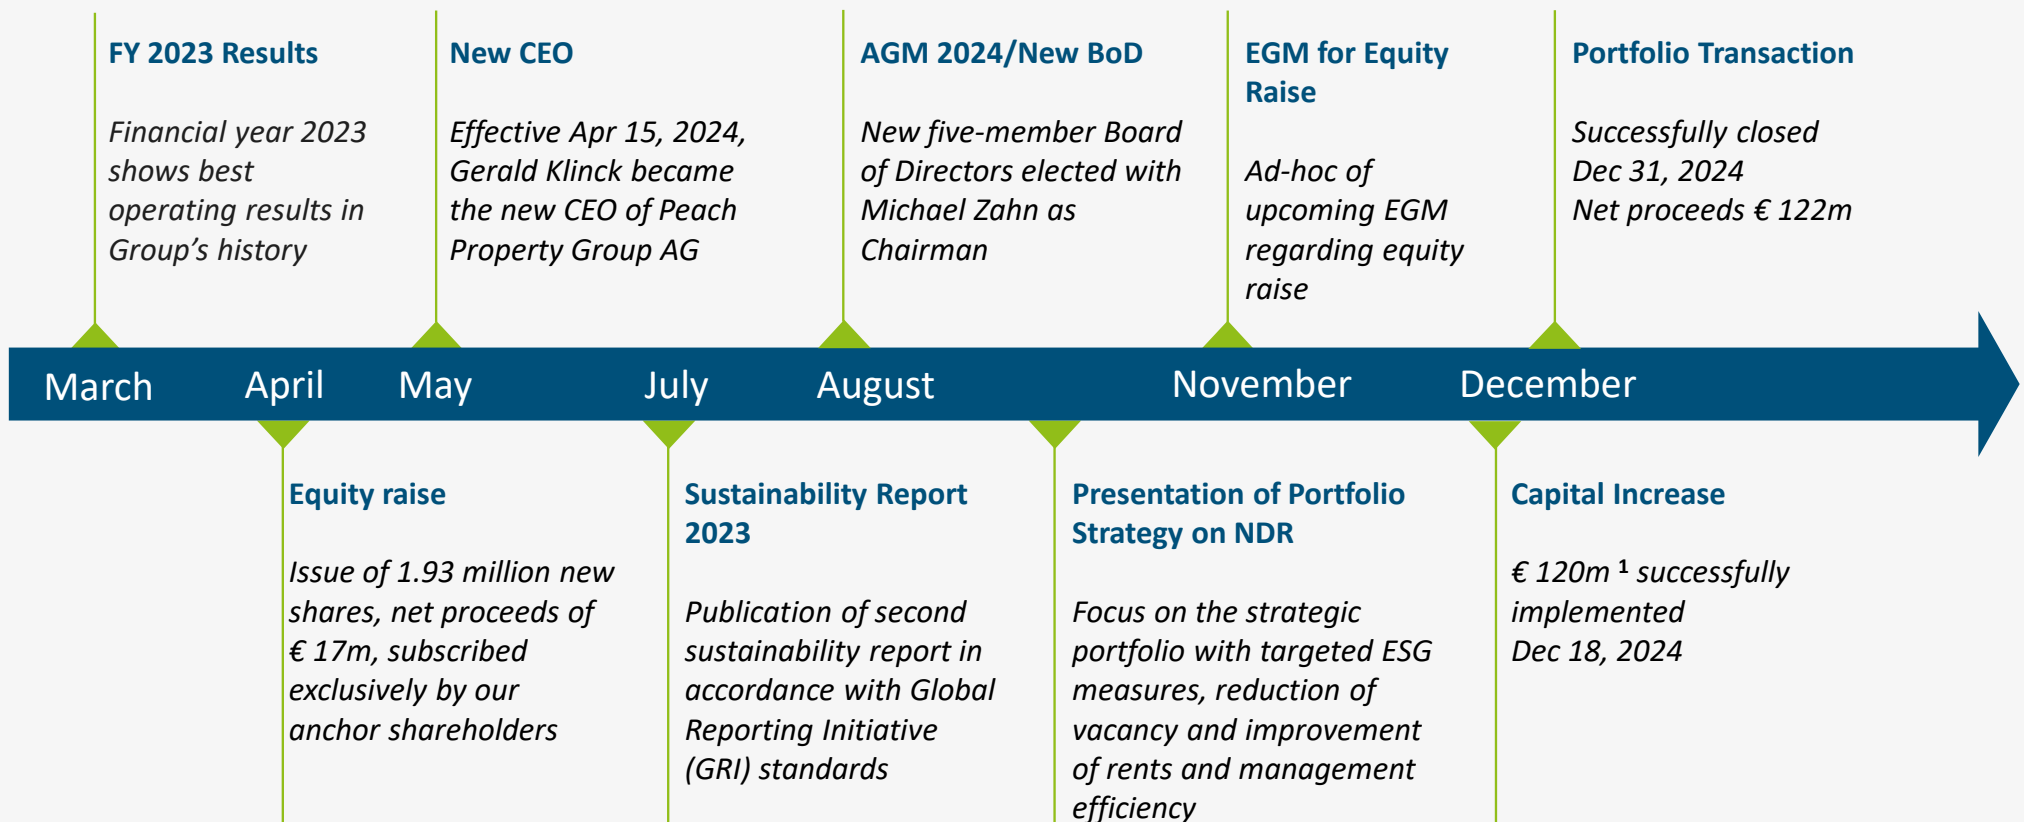 FY 2023 Results
Financial year 2023
shows best
operating results in
Group’s history
New CEO
Effective Apr 15, 2024,
Gerald Klinck became
the new CEO of Peach
Property Group AG
AGM 2024/New BoD
New five-member Board
of Directors elected with
Michael Zahn as
Chairman
EGM for Equity
Raise
Ad-hoc of
upcoming EGM
regarding equity
raise
Portfolio Transaction
Successfully closed
Dec 31, 2024
Net proceeds € 122m
March
April
May
July
August
November
December
Equity raise
Issue of 1.93 million new
shares, net proceeds of
€ 17m, subscribed
exclusively by our
anchor shareholders
Sustainability Report
2023
Publication of second
sustainability report in
accordance with Global
Reporting Initiative
(GRI) standards
Presentation of Portfolio
Strategy on NDR
Focus on the strategic
portfolio with targeted ESG
measures, reduction of
vacancy and improvement
of rents and management
efficiency
Capital Increase
€ 120m ¹ successfully
implemented
Dec 18, 2024